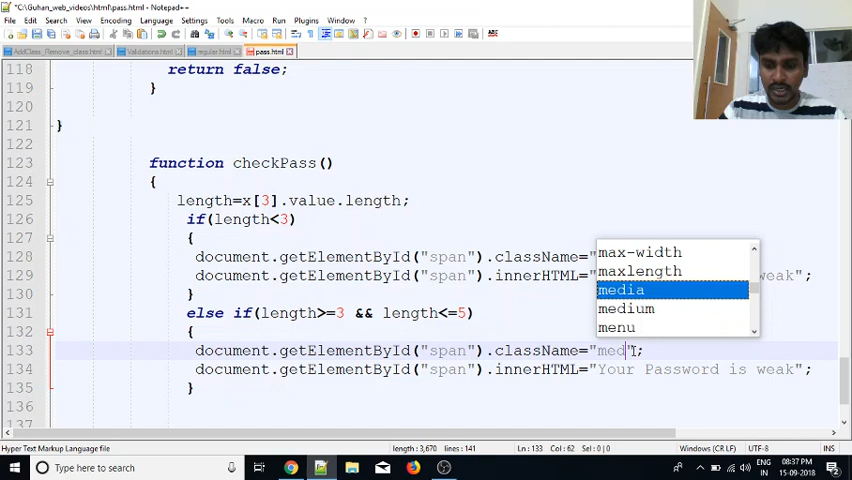 *C:\Guhan_web_videos\html\pass.html - Notepad++
File Edit Search View Encoding Language Settings Tools Macro Run Plugins Window ?
AddClass_Remove_class.html Validations.html regular.html pass.html
118 return false;
119 }
120
121 }
122
123 function checkPass()
124 {
125 length=x[3].value.length;
126 if(length<3)
127 {
128 document.getElementById("span").className="
129 document.getElementById("span").innerHTML=" weak";
130 }
131 else if(length>=3 && length<=5)
132 {
133 document.getElementById("span").className="med";
134 document.getElementById("span").innerHTML="Your Password is weak";
135 }
136
137
max-width
maxlength
media
medium
menu
Hyper Text Markup Language file length : 3,670 lines : 141 Ln : 133 Col : 62 Sel : 0 | 0 Windows (CR LF) UTF-8 INS
Type here to search
ENG 08:37 PM
IN 15-09-2018